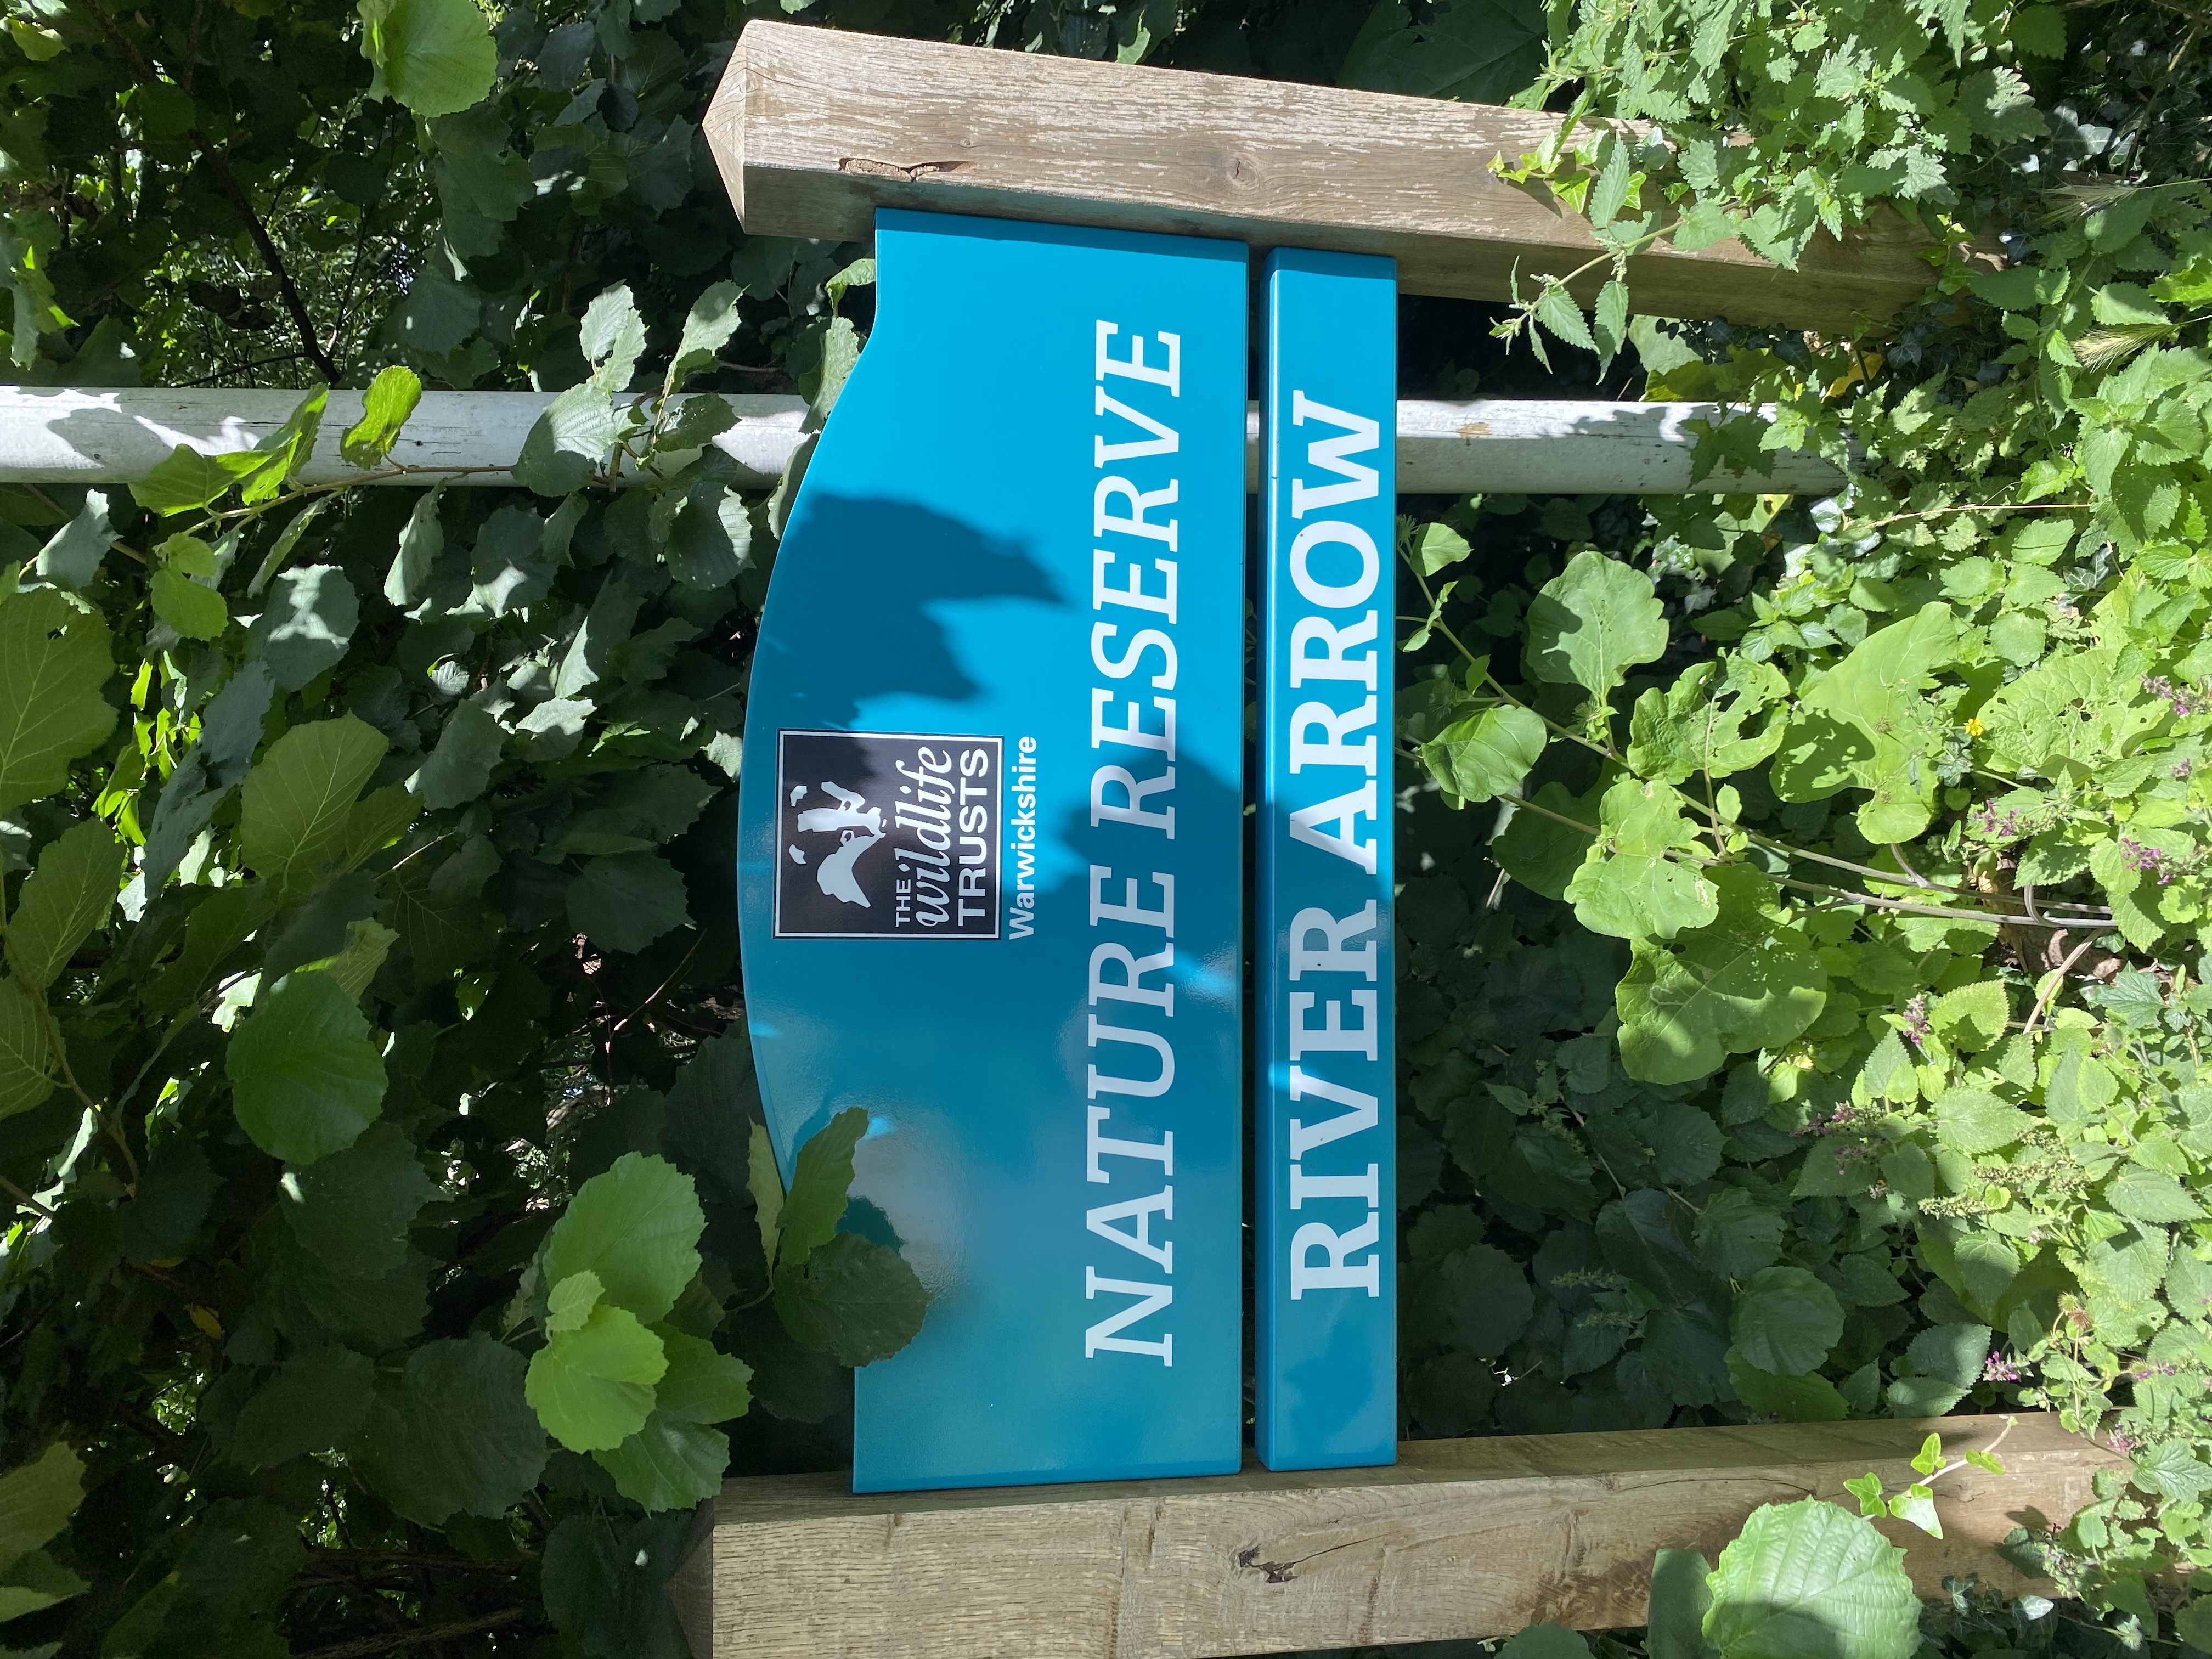 THE
wildlife
TRUSTS
Warwickshire
NATURE RESERVE
RIVER ARROW